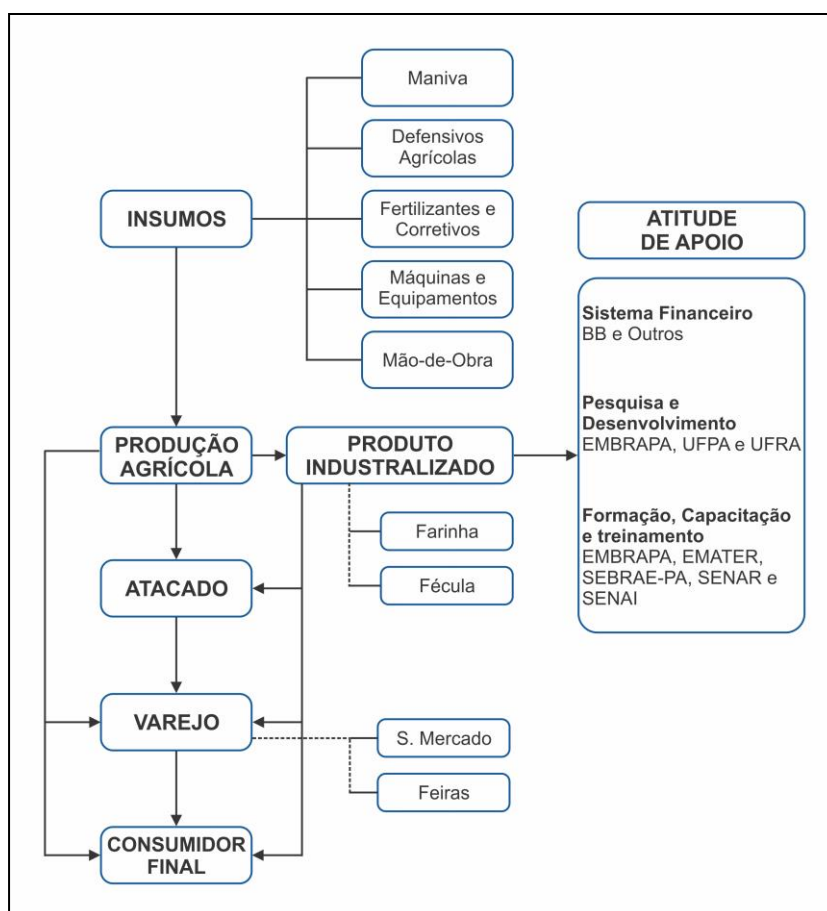 Maniva
Defensivos
Agrícolas
INSUMOS
Fertilizantes e
Corretivos
Máquinas e
Equipamentos
Mão-de-Obra
ATITUDE
DE APOIO
Sistema Financeiro
BB e Outros
Pesquisa e
Desenvolvimento
EMBRAPA, UFPA e UFRA
Formação, Capacitação
e treinamento
EMBRAPA, EMATER,
SEBRAE-PA, SENAR e
SENAI
PRODUÇÃO
AGRÍCOLA
PRODUTO
INDUSTRALIZADO
Farinha
Fécula
ATACADO
VAREJO
S. Mercado
Feiras
CONSUMIDOR
FINAL